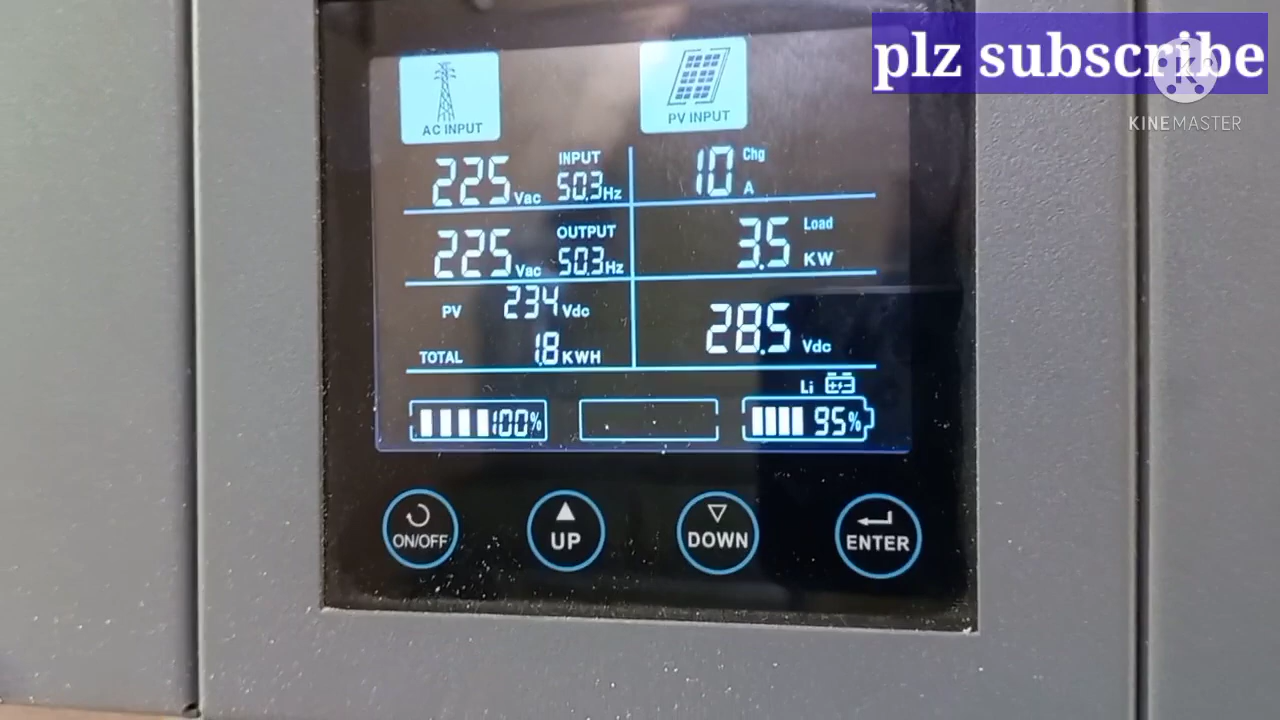 plz subscribe
KINEMASTER
AC INPUT
PV INPUT
225 Vac INPUT 50.3Hz
10 Chg A
225 Vac OUTPUT 50.3Hz
3.5 Load KW
PV 234 Vdc
TOTAL 1.8 KWH
28.5 Vdc
Li
100%
95%
ON/OFF
UP
DOWN
ENTER